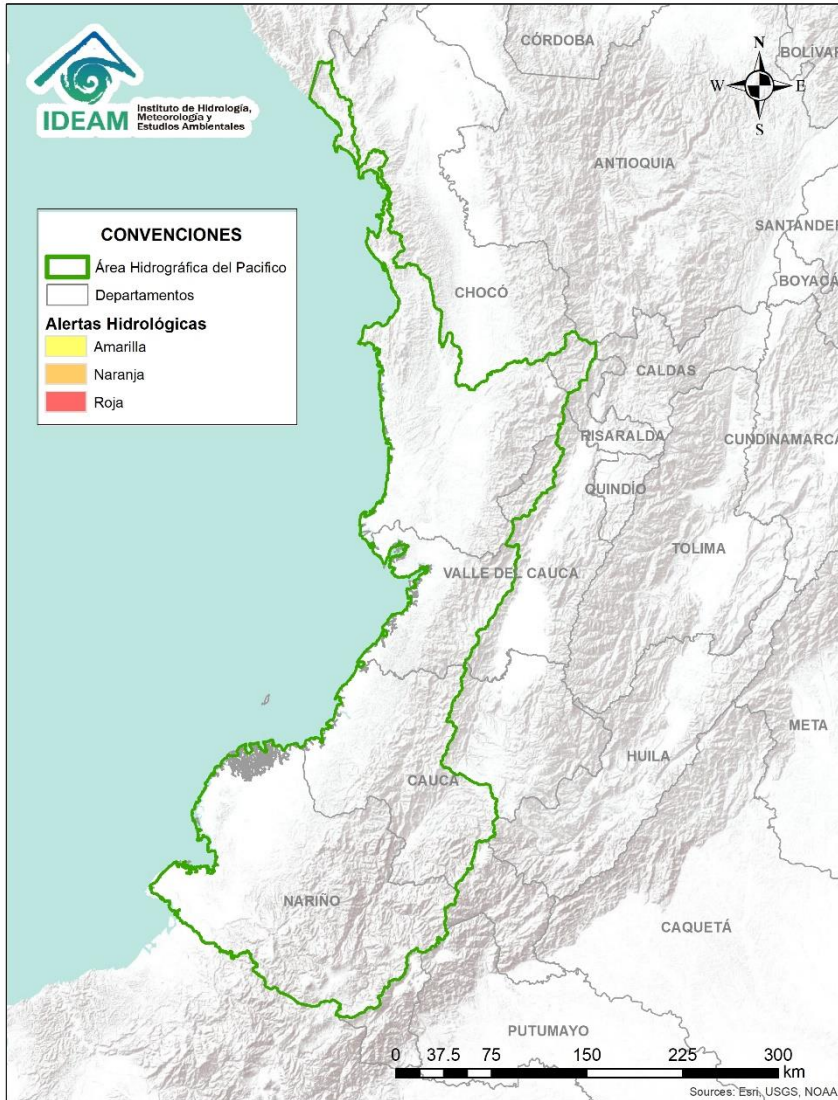 IDEAM
Instituto de Hidrología,
Meteorología y
Estudios Ambientales
CÓRDOBA
BOLÍVAR
N
W
E
S
ANTIOQUIA
SANTANDER
BOYACÁ
CONVENCIONES
Área Hidrográfica del Pacifico
Departamentos
Alertas Hidrológicas
Amarilla
Naranja
Roja
CHOCÓ
CALDAS
RISARALDA
CUNDINAMARCA
QUINDÍO
TOLIMA
VALLE DEL CAUCA
META
HUILA
CAUCA
NARIÑO
CAQUETÁ
PUTUMAYO
0 37.5 75 150 225 300
km
Sources: Esri, USGS, NOAA